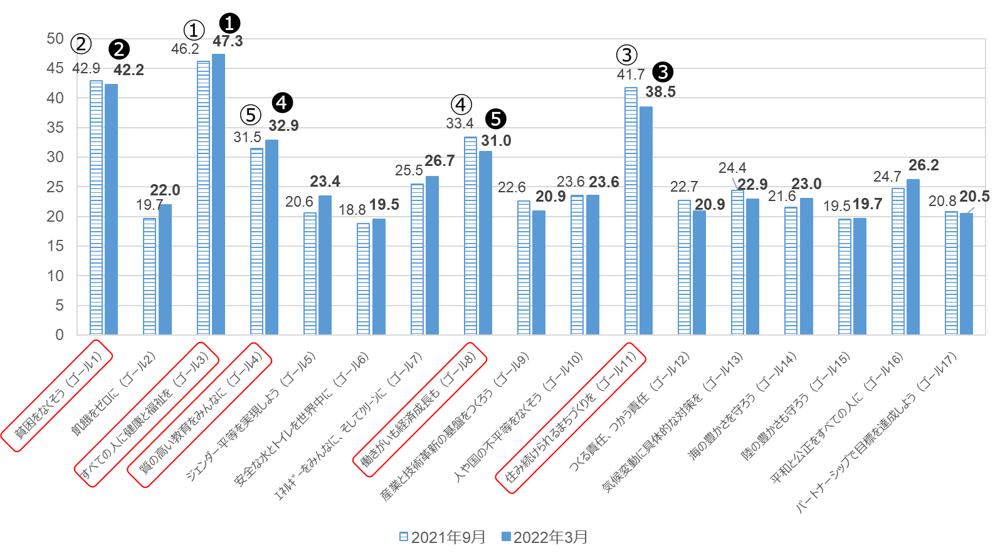 50
45
40
35
30
25
20
15
10
5
0
② ❷ ① ❶ ⑤ ❹ ④ ❺ ③ ❸
42.9 42.2
19.7 22.0
46.2 47.3
31.5 32.9
20.6 23.4
18.8 19.5
25.5 26.7
33.4 31.0
22.6 20.9
23.6 23.6
41.7 38.5
22.7 20.9
24.4 22.9
21.6 23.0
19.5 19.7
24.7 26.2
20.8 20.5
貧困をなくそう（ゴール1）
飢餓をゼロに（ゴール2）
すべての人に健康と福祉を（ゴール3）
質の高い教育をみんなに（ゴール4）
ジェンダー平等を実現しよう（ゴール5）
安全な水とトイレを世界中に（ゴール6）
ｴﾈﾙｷﾞｰをみんなに、そしてｸﾘｰﾝに（ゴール7）
働きがいも経済成長も（ゴール8）
産業と技術革新の基盤をつくろう（ゴール9）
人や国の不平等をなくそう（ゴール10）
住み続けられるまちづくりを（ゴール11）
つくる責任、つかう責任（ゴール12）
気候変動に具体的な対策を（ゴール13）
海の豊かさを守ろう（ゴール14）
陸の豊かさも守ろう（ゴール15）
平和と公正をすべての人に（ゴール16）
パートナーシップで目標を達成しよう（ゴール17）
2021年9月 2022年3月